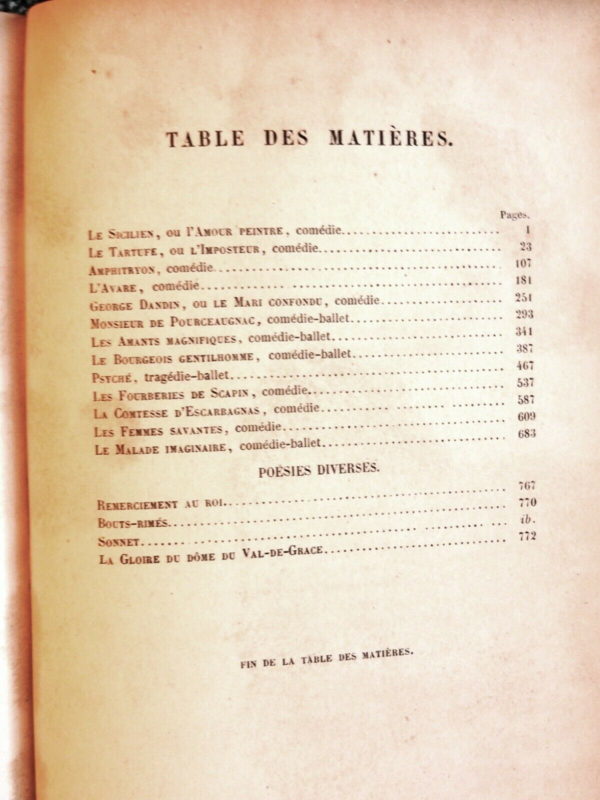 TABLE DES MATIÈRES.
Pages.
LE SICILIEN, OU L'AMOUR PEINTRE, comédie. 1
LE TARTUFE, OU L'IMPOSTEUR, comédie. 23
AMPHITRYON, comédie. 107
L'AVARE, comédie. 181
GEORGE DANDIN, OU LE MARI CONFONDU, comédie. 251
MONSIEUR DE POURCEAUGNAC, comédie-ballet. 293
LES AMANTS MAGNIFIQUES, comédie-ballet. 341
LE BOURGEOIS GENTILHOMME, comédie-ballet. 387
PSYCHÉ, tragédie-ballet. 467
LES FOURBERIES DE SCAPIN, comédie. 537
LA COMTESSE D'ESCARBAGNAS, comédie. 587
LES FEMMES SAVANTES, comédie. 609
LE MALADE IMAGINAIRE, comédie-ballet. 683
POÉSIES DIVERSES.
REMERCIEMENT AU ROI. 767
BOUTS-RIMÉS. 770
SONNET. ib.
LA GLOIRE DU DÔME DU VAL-DE-GRACE. 772
FIN DE LA TABLE DES MATIÈRES.